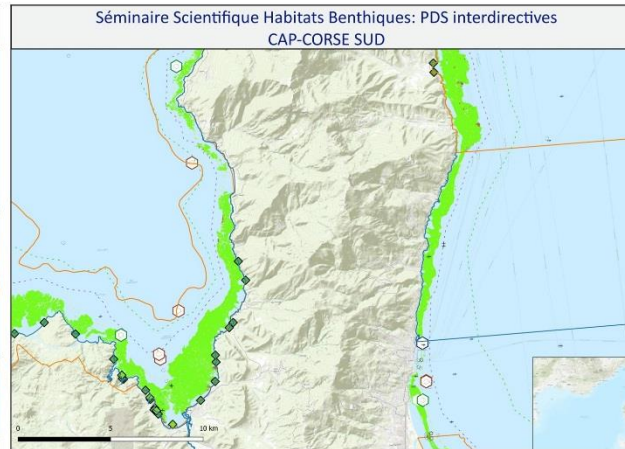 Séminaire Scientifique Habitats Benthiques: PDS interdirectives
CAP-CORSE SUD
0
5
10 km